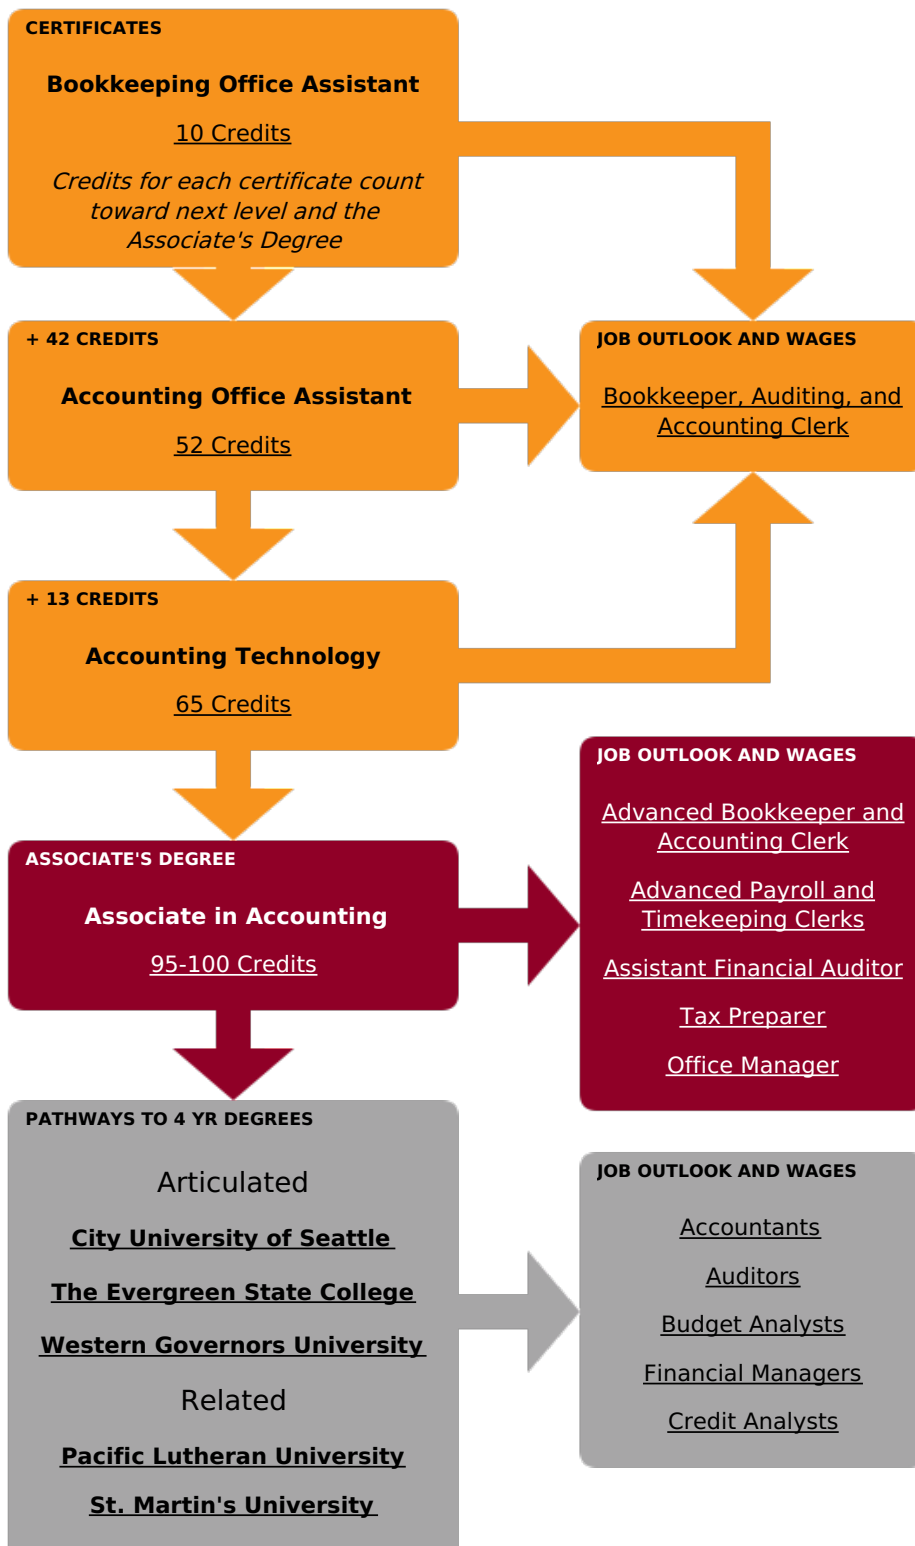 CERTIFICATES
Bookkeeping Office Assistant
10 Credits
Credits for each certificate count
toward next level and the
Associate's Degree
+ 42 CREDITS
Accounting Office Assistant
52 Credits
JOB OUTLOOK AND WAGES
Bookkeeper, Auditing, and
Accounting Clerk
+ 13 CREDITS
Accounting Technology
65 Credits
ASSOCIATE'S DEGREE
Associate in Accounting
95-100 Credits
JOB OUTLOOK AND WAGES
Advanced Bookkeeper and
Accounting Clerk
Advanced Payroll and
Timekeeping Clerks
Assistant Financial Auditor
Tax Preparer
Office Manager
PATHWAYS TO 4 YR DEGREES
Articulated
City University of Seattle
The Evergreen State College
Western Governors University
Related
Pacific Lutheran University
St. Martin's University
JOB OUTLOOK AND WAGES
Accountants
Auditors
Budget Analysts
Financial Managers
Credit Analysts